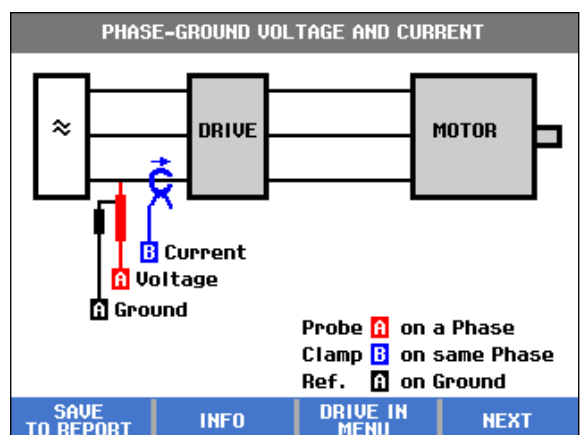 PHASE-GROUND VOLTAGE AND CURRENT
≈
DRIVE
MOTOR
B Current
A Voltage
A Ground
Probe A on a Phase
Clamp B on same Phase
Ref. A on Ground
SAVE
TO REPORT
INFO
DRIVE IN
MENU
NEXT